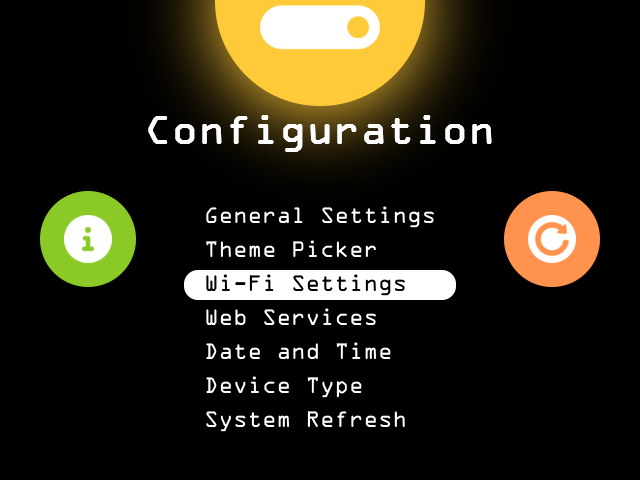 Configuration
General Settings
Theme Picker
Wi-Fi Settings
Web Services
Date and Time
Device Type
System Refresh